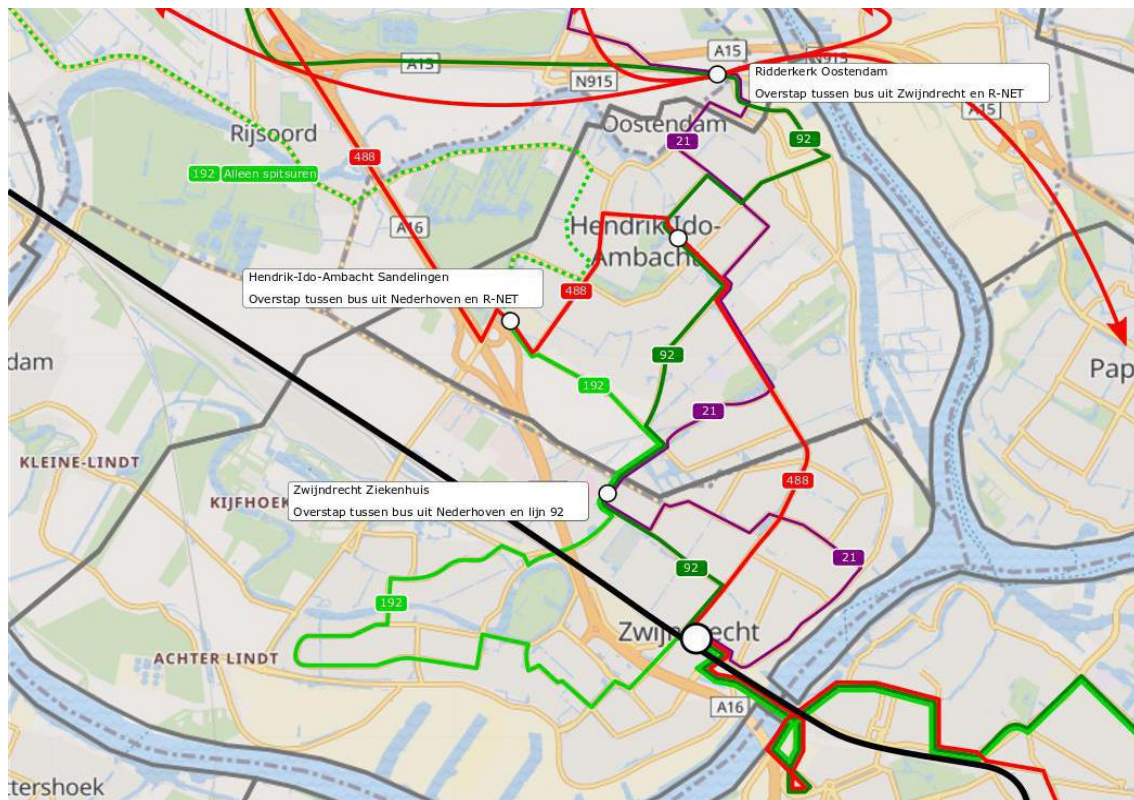 A15
A15
N915
N915
Ridderkerk Oostendam
Overstap tussen bus uit Zwijndrecht en R-NET
A15
Rijsoord
Oostendam
21
92
488
192 Alleen spitsuren
A16
Hendrik-Ido-
Ambacht
Hendrik-Ido-Ambacht Sandelingen
Overstap tussen bus uit Nederhoven en R-NET
488
92
dam
Pap
192
21
KLEINE-LINDT
488
Zwijndrecht Ziekenhuis
Overstap tussen bus uit Nederhoven en lijn 92
KIJFHOEK
21
92
192
Zwijndrecht
ACHTER LINDT
A16
ttershoek